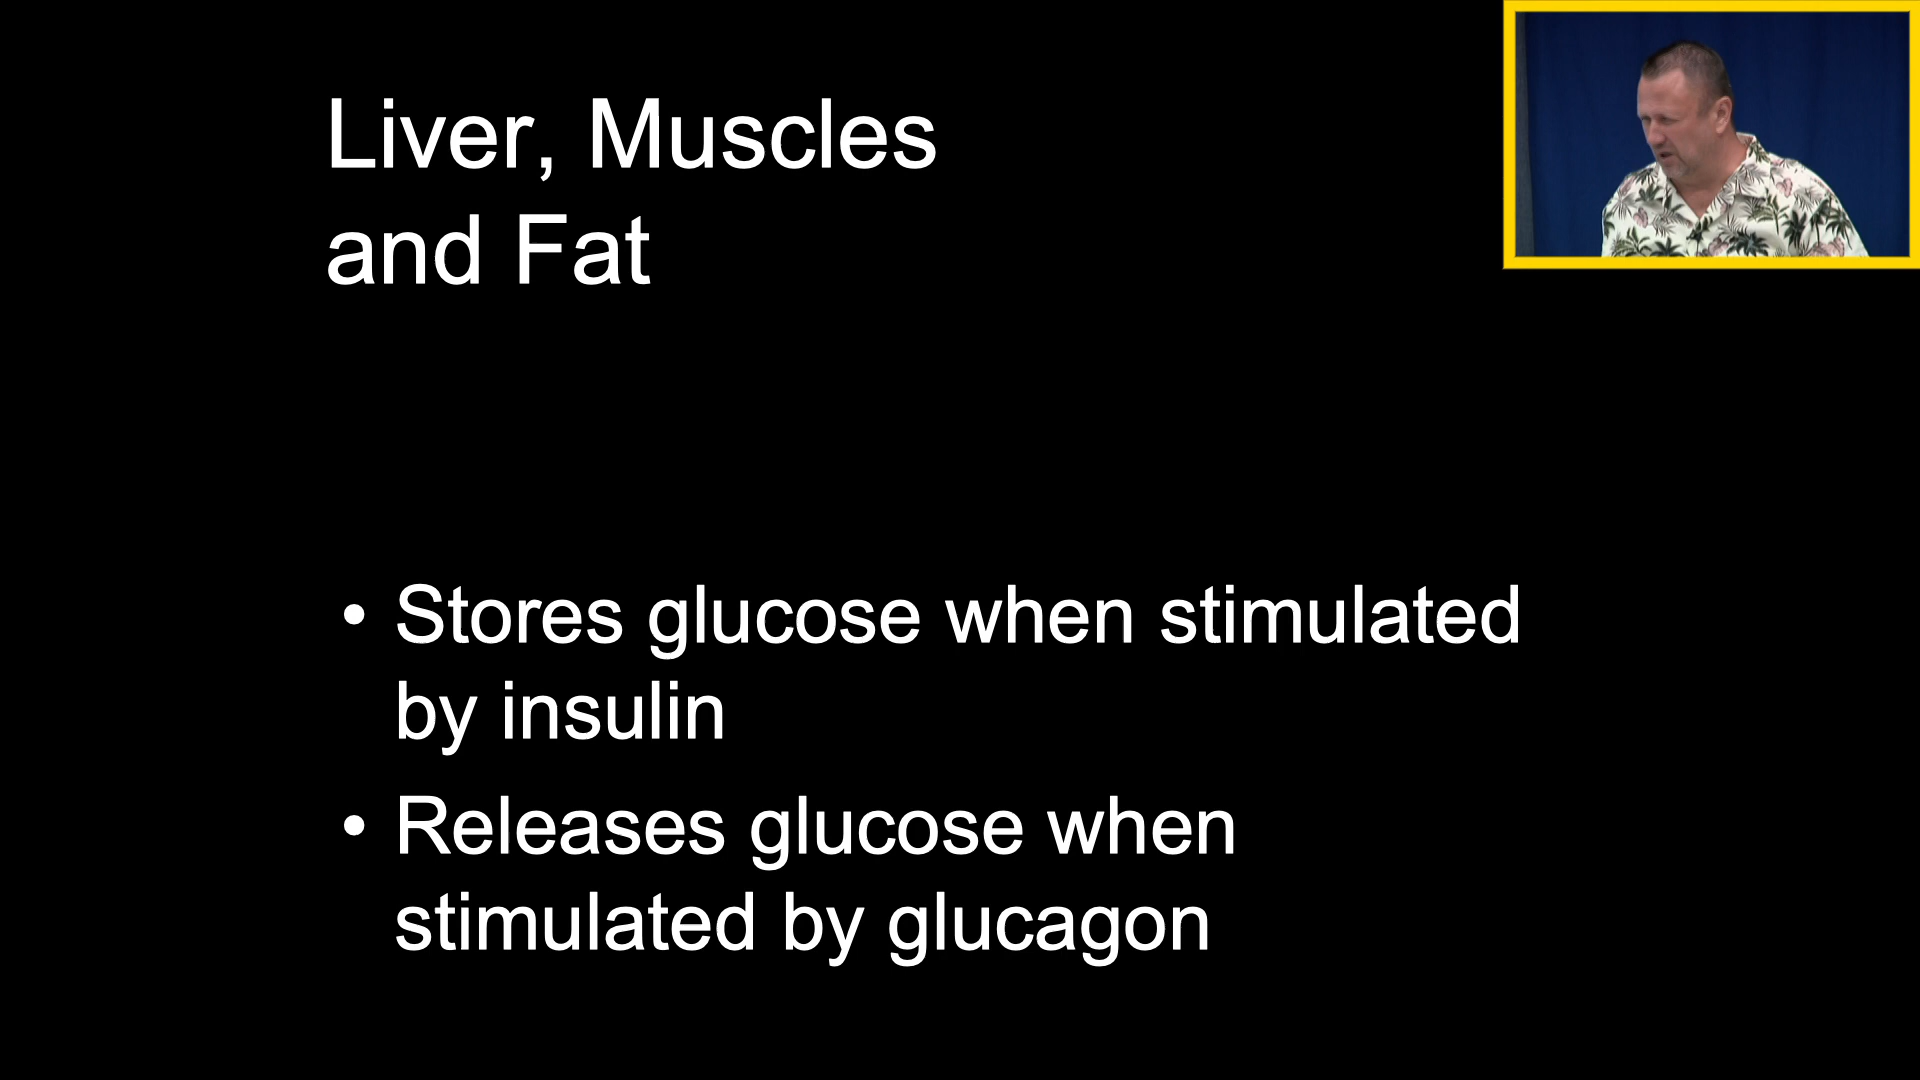 Liver, Muscles
and Fat
• Stores glucose when stimulated
by insulin
• Releases glucose when
stimulated by glucagon